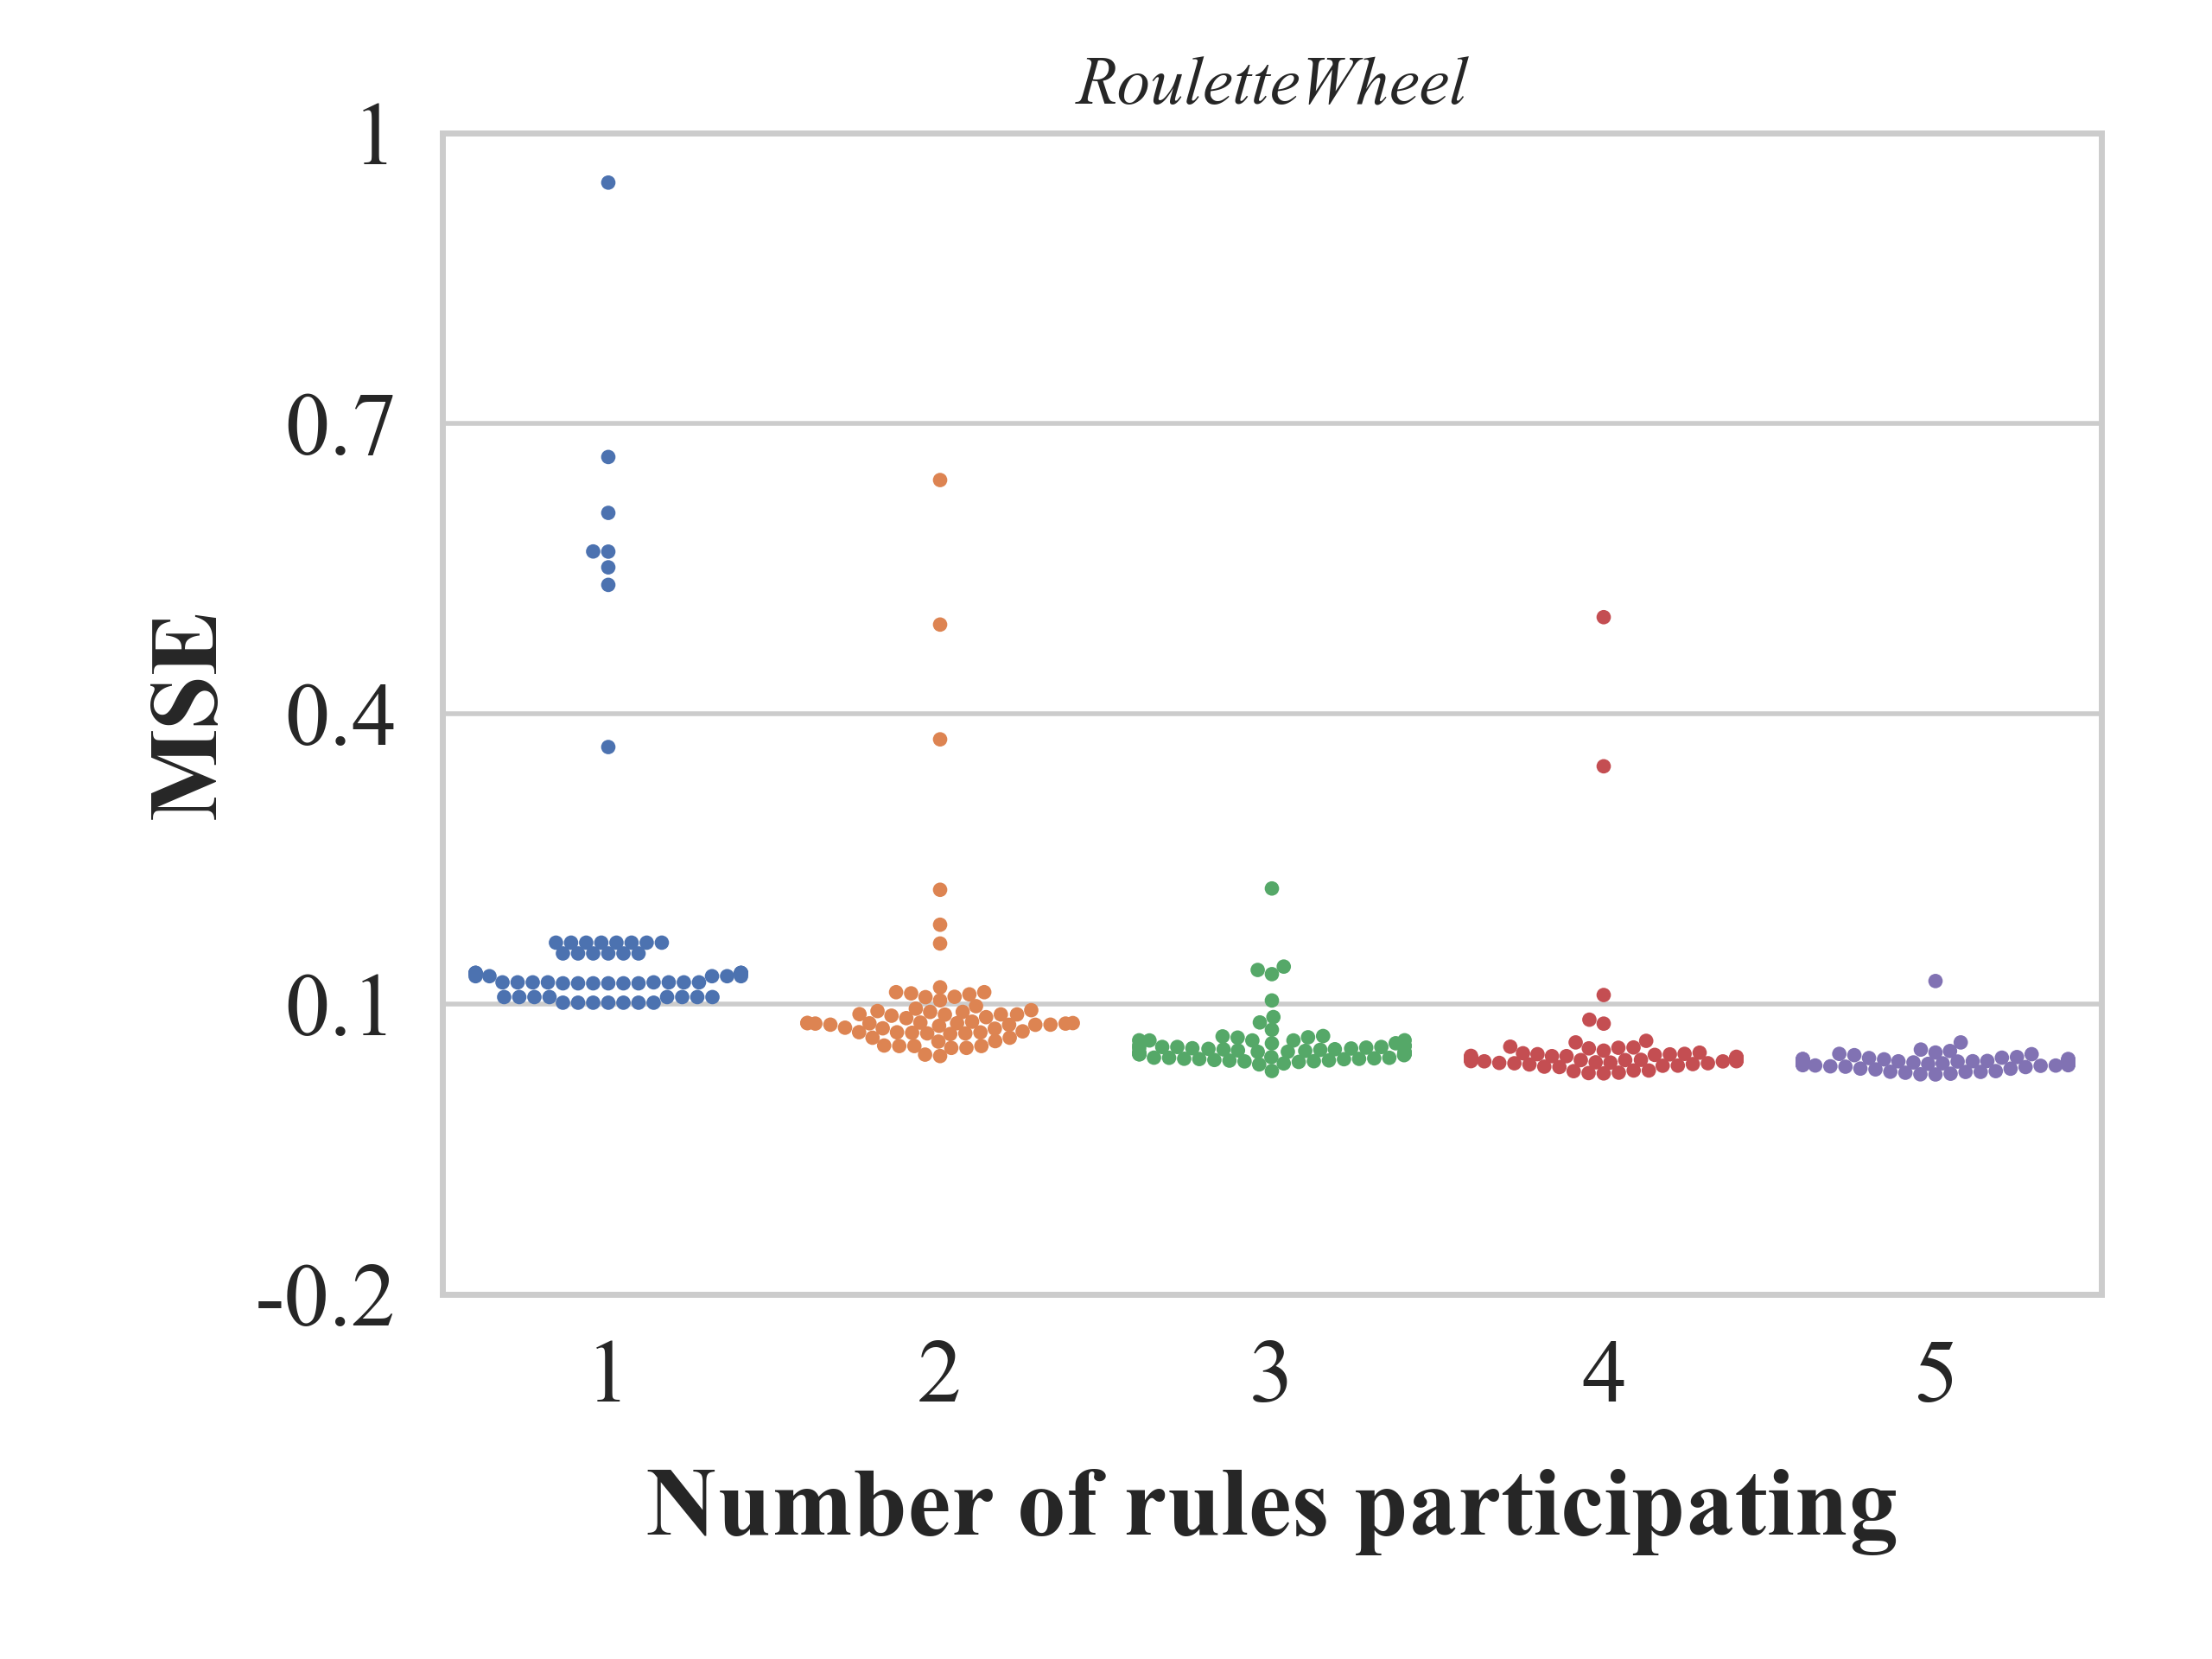 RouletteWheel
1
0.7
0.4
0.1
-0.2
MSE
1 2 3 4 5
Number of rules participating